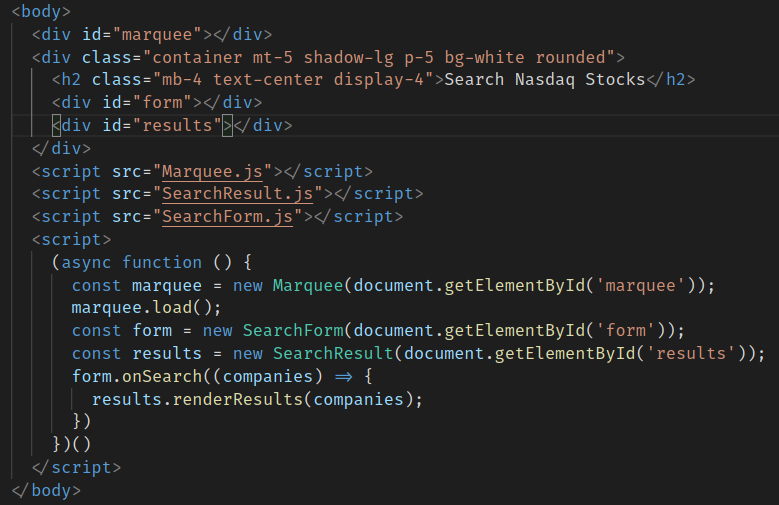 <body>
<div id="marquee"></div>
<div class="container mt-5 shadow-lg p-5 bg-white rounded">
<h2 class="mb-4 text-center display-4">Search Nasdaq Stocks</h2>
<div id="form"></div>
<div id="results"></div>
</div>
<script src="Marquee.js"></script>
<script src="SearchResult.js"></script>
<script src="SearchForm.js"></script>
<script>
(async function () {
const marquee = new Marquee(document.getElementById('marquee'));
marquee.load();
const form = new SearchForm(document.getElementById('form'));
const results = new SearchResult(document.getElementById('results'));
form.onSearch((companies) => {
results.renderResults(companies);
})
})()
</script>
</body>